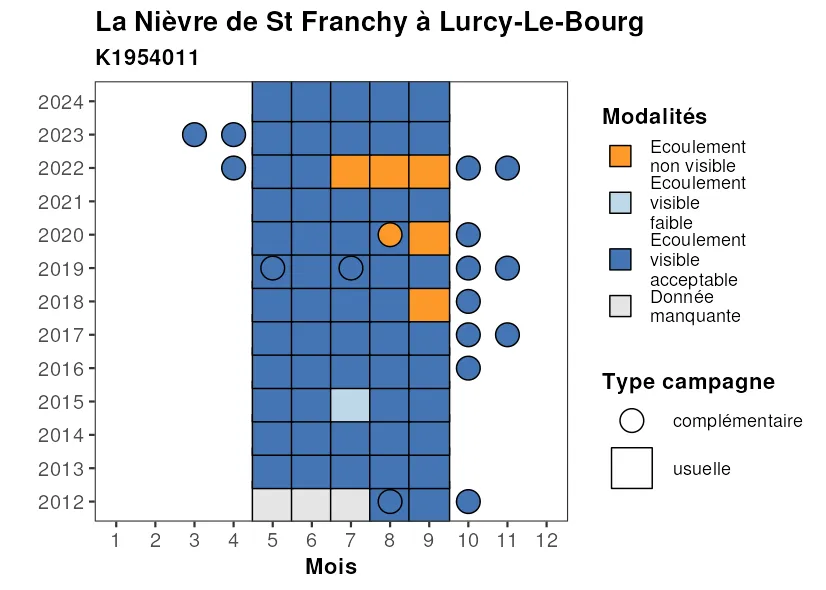 La Nièvre de St Franchy à Lurcy-Le-Bourg
K1954011
2024
2023
2022
2021
2020
2019
2018
2017
2016
2015
2014
2013
2012
1 2 3 4 5 6 7 8 9 10 11 12
Mois
Modalités
Ecoulement
non visible
Ecoulement
visible
faible
Ecoulement
visible
acceptable
Donnée
manquante
Type campagne
complémentaire
usuelle